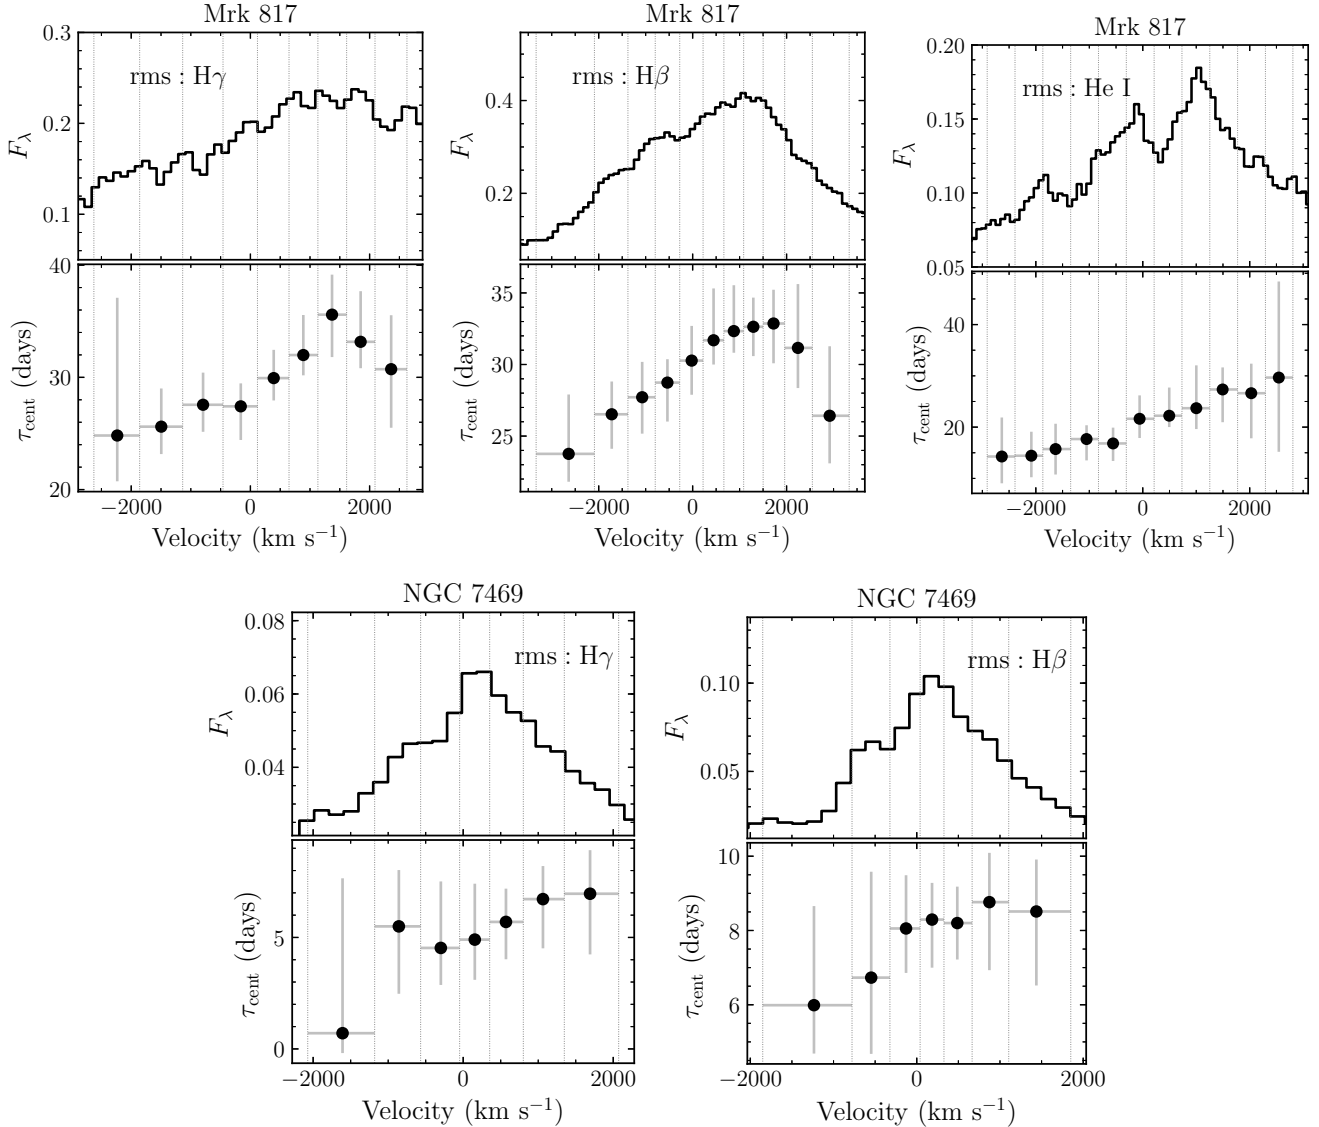 Mrk 817
rms : Hγ
F_λ
0.3
0.2
0.1
τ_cent (days)
40
30
20
−2000 0 2000
Velocity (km s⁻¹)
Mrk 817
rms : Hβ
F_λ
0.4
0.2
τ_cent (days)
35
30
25
−2000 0 2000
Velocity (km s⁻¹)
Mrk 817
rms : He I
F_λ
0.20
0.15
0.10
0.05
τ_cent (days)
40
20
−2000 0 2000
Velocity (km s⁻¹)
NGC 7469
rms : Hγ
F_λ
0.08
0.06
0.04
τ_cent (days)
5
0
−2000 0 2000
Velocity (km s⁻¹)
NGC 7469
rms : Hβ
F_λ
0.10
0.05
τ_cent (days)
10
8
6
−2000 0 2000
Velocity (km s⁻¹)